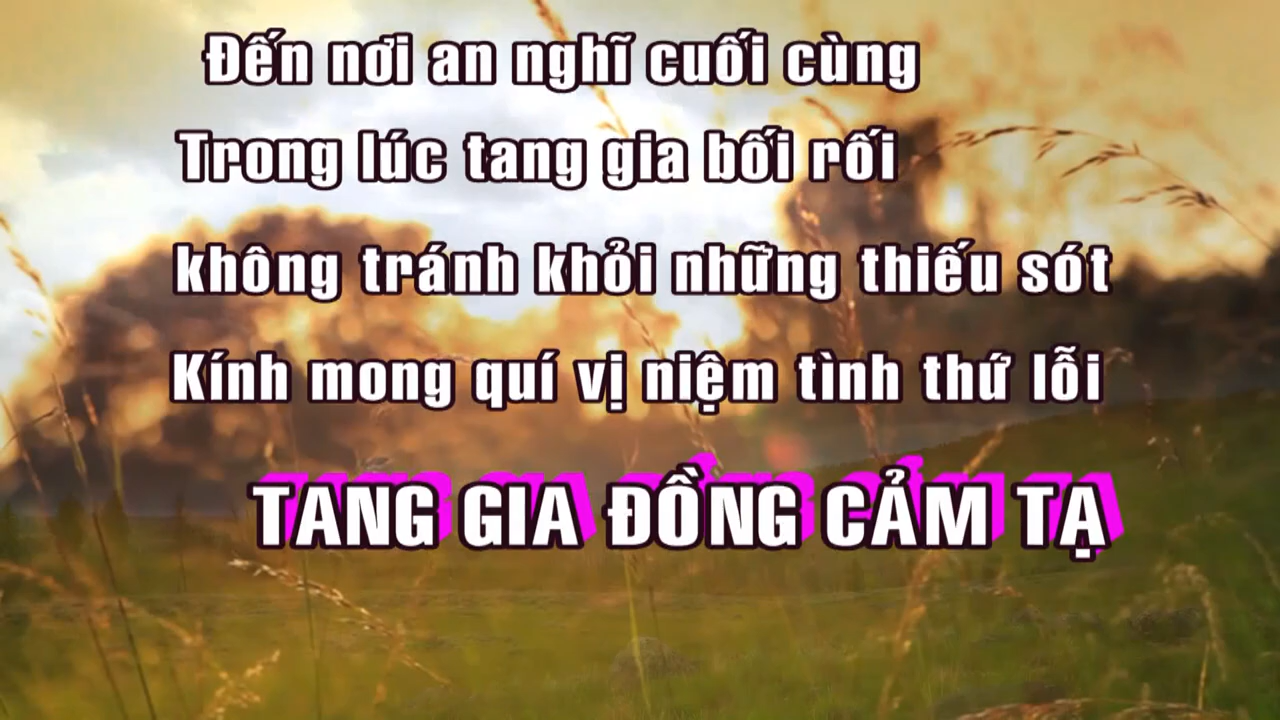 Đến nơi an nghĩ cuối cùng
Trong lúc tang gia bối rối
không tránh khỏi những thiếu sót
Kính mong quí vị niệm tình thứ lỗi
TANG GIA ĐỒNG CẢM TẠ